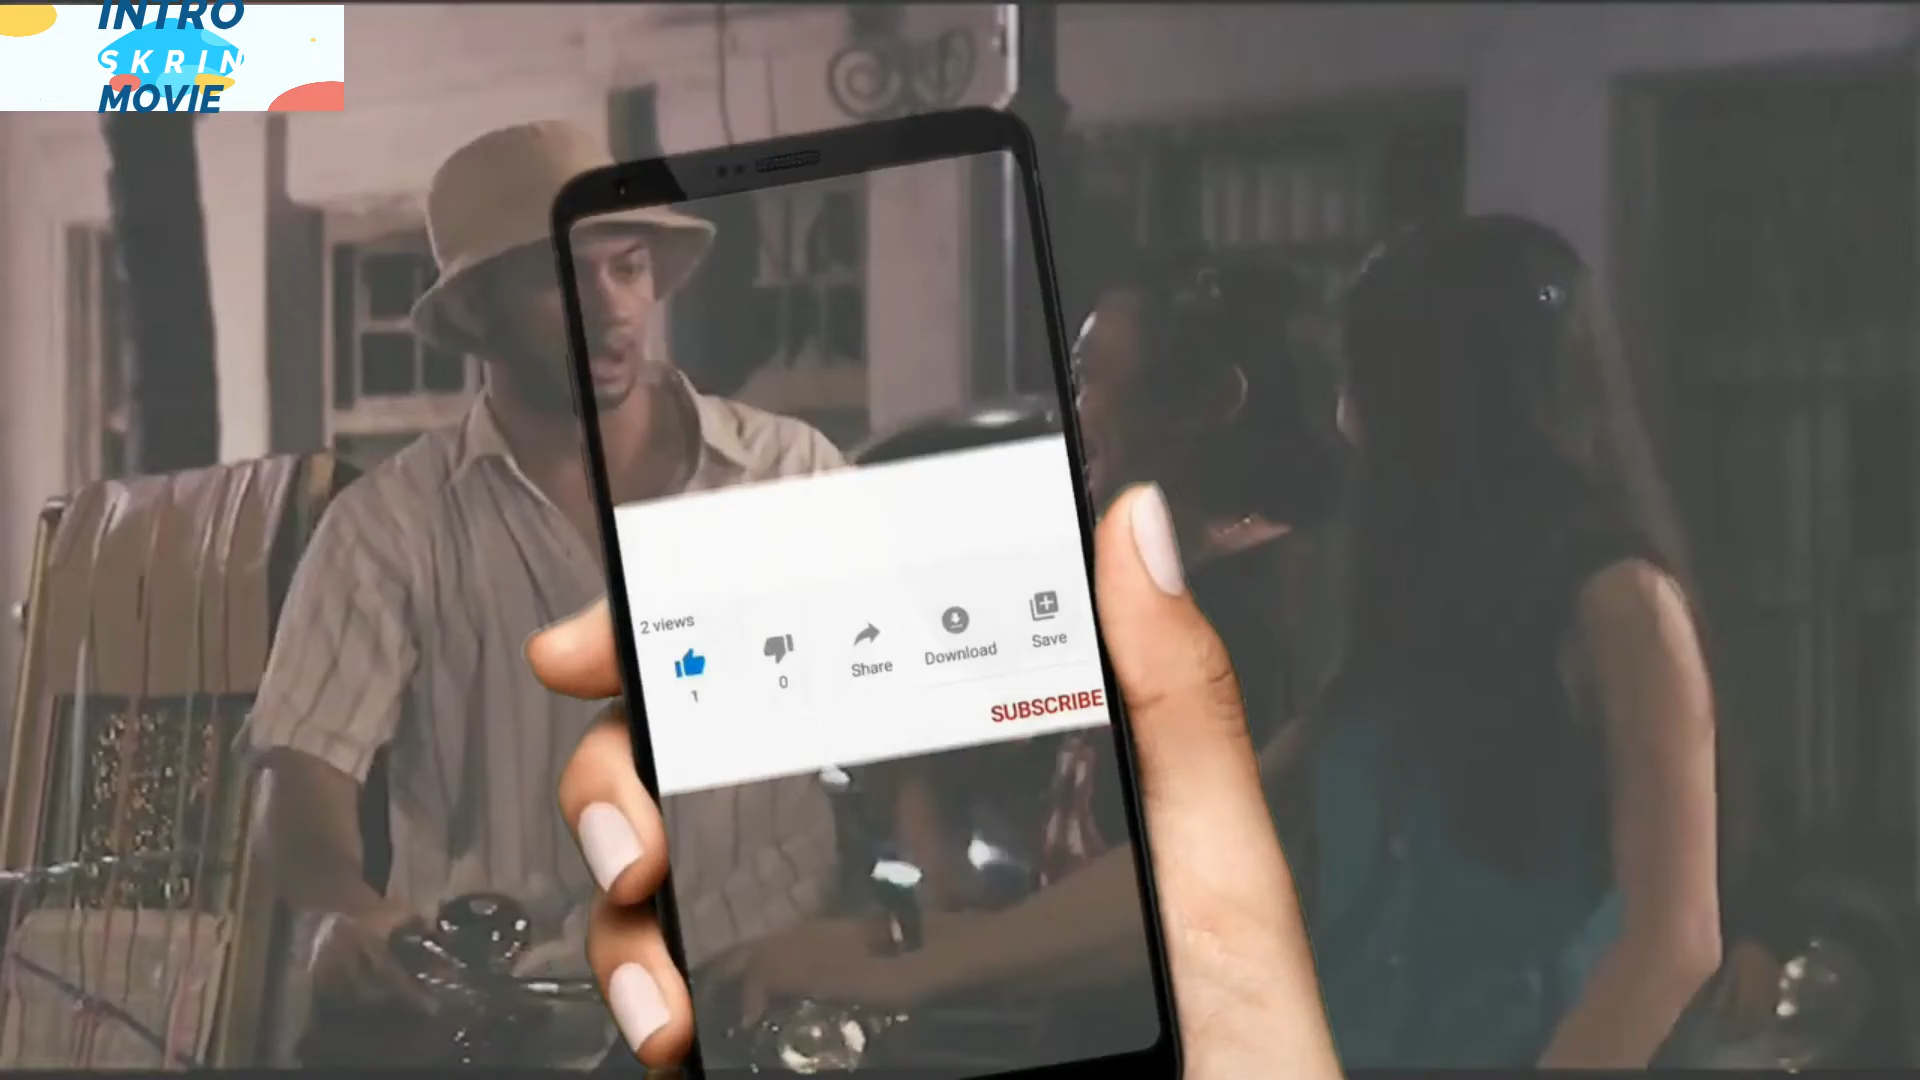 INTRO
SKRIN
MOVIE
2 views
1
0
Share
Download
Save
SUBSCRIBE